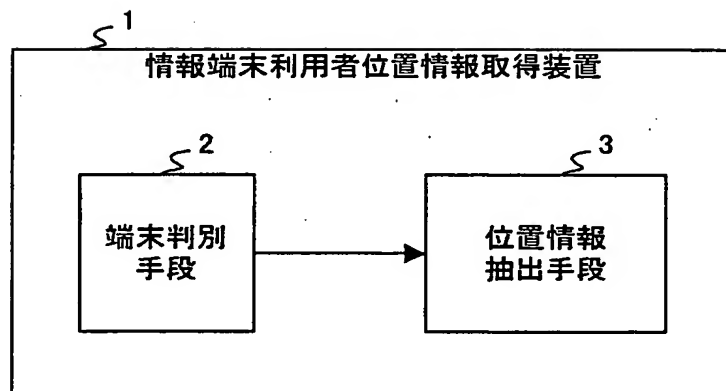 1
情報端末利用者位置情報取得装置
2
3
端末判別
手段
位置情報
抽出手段